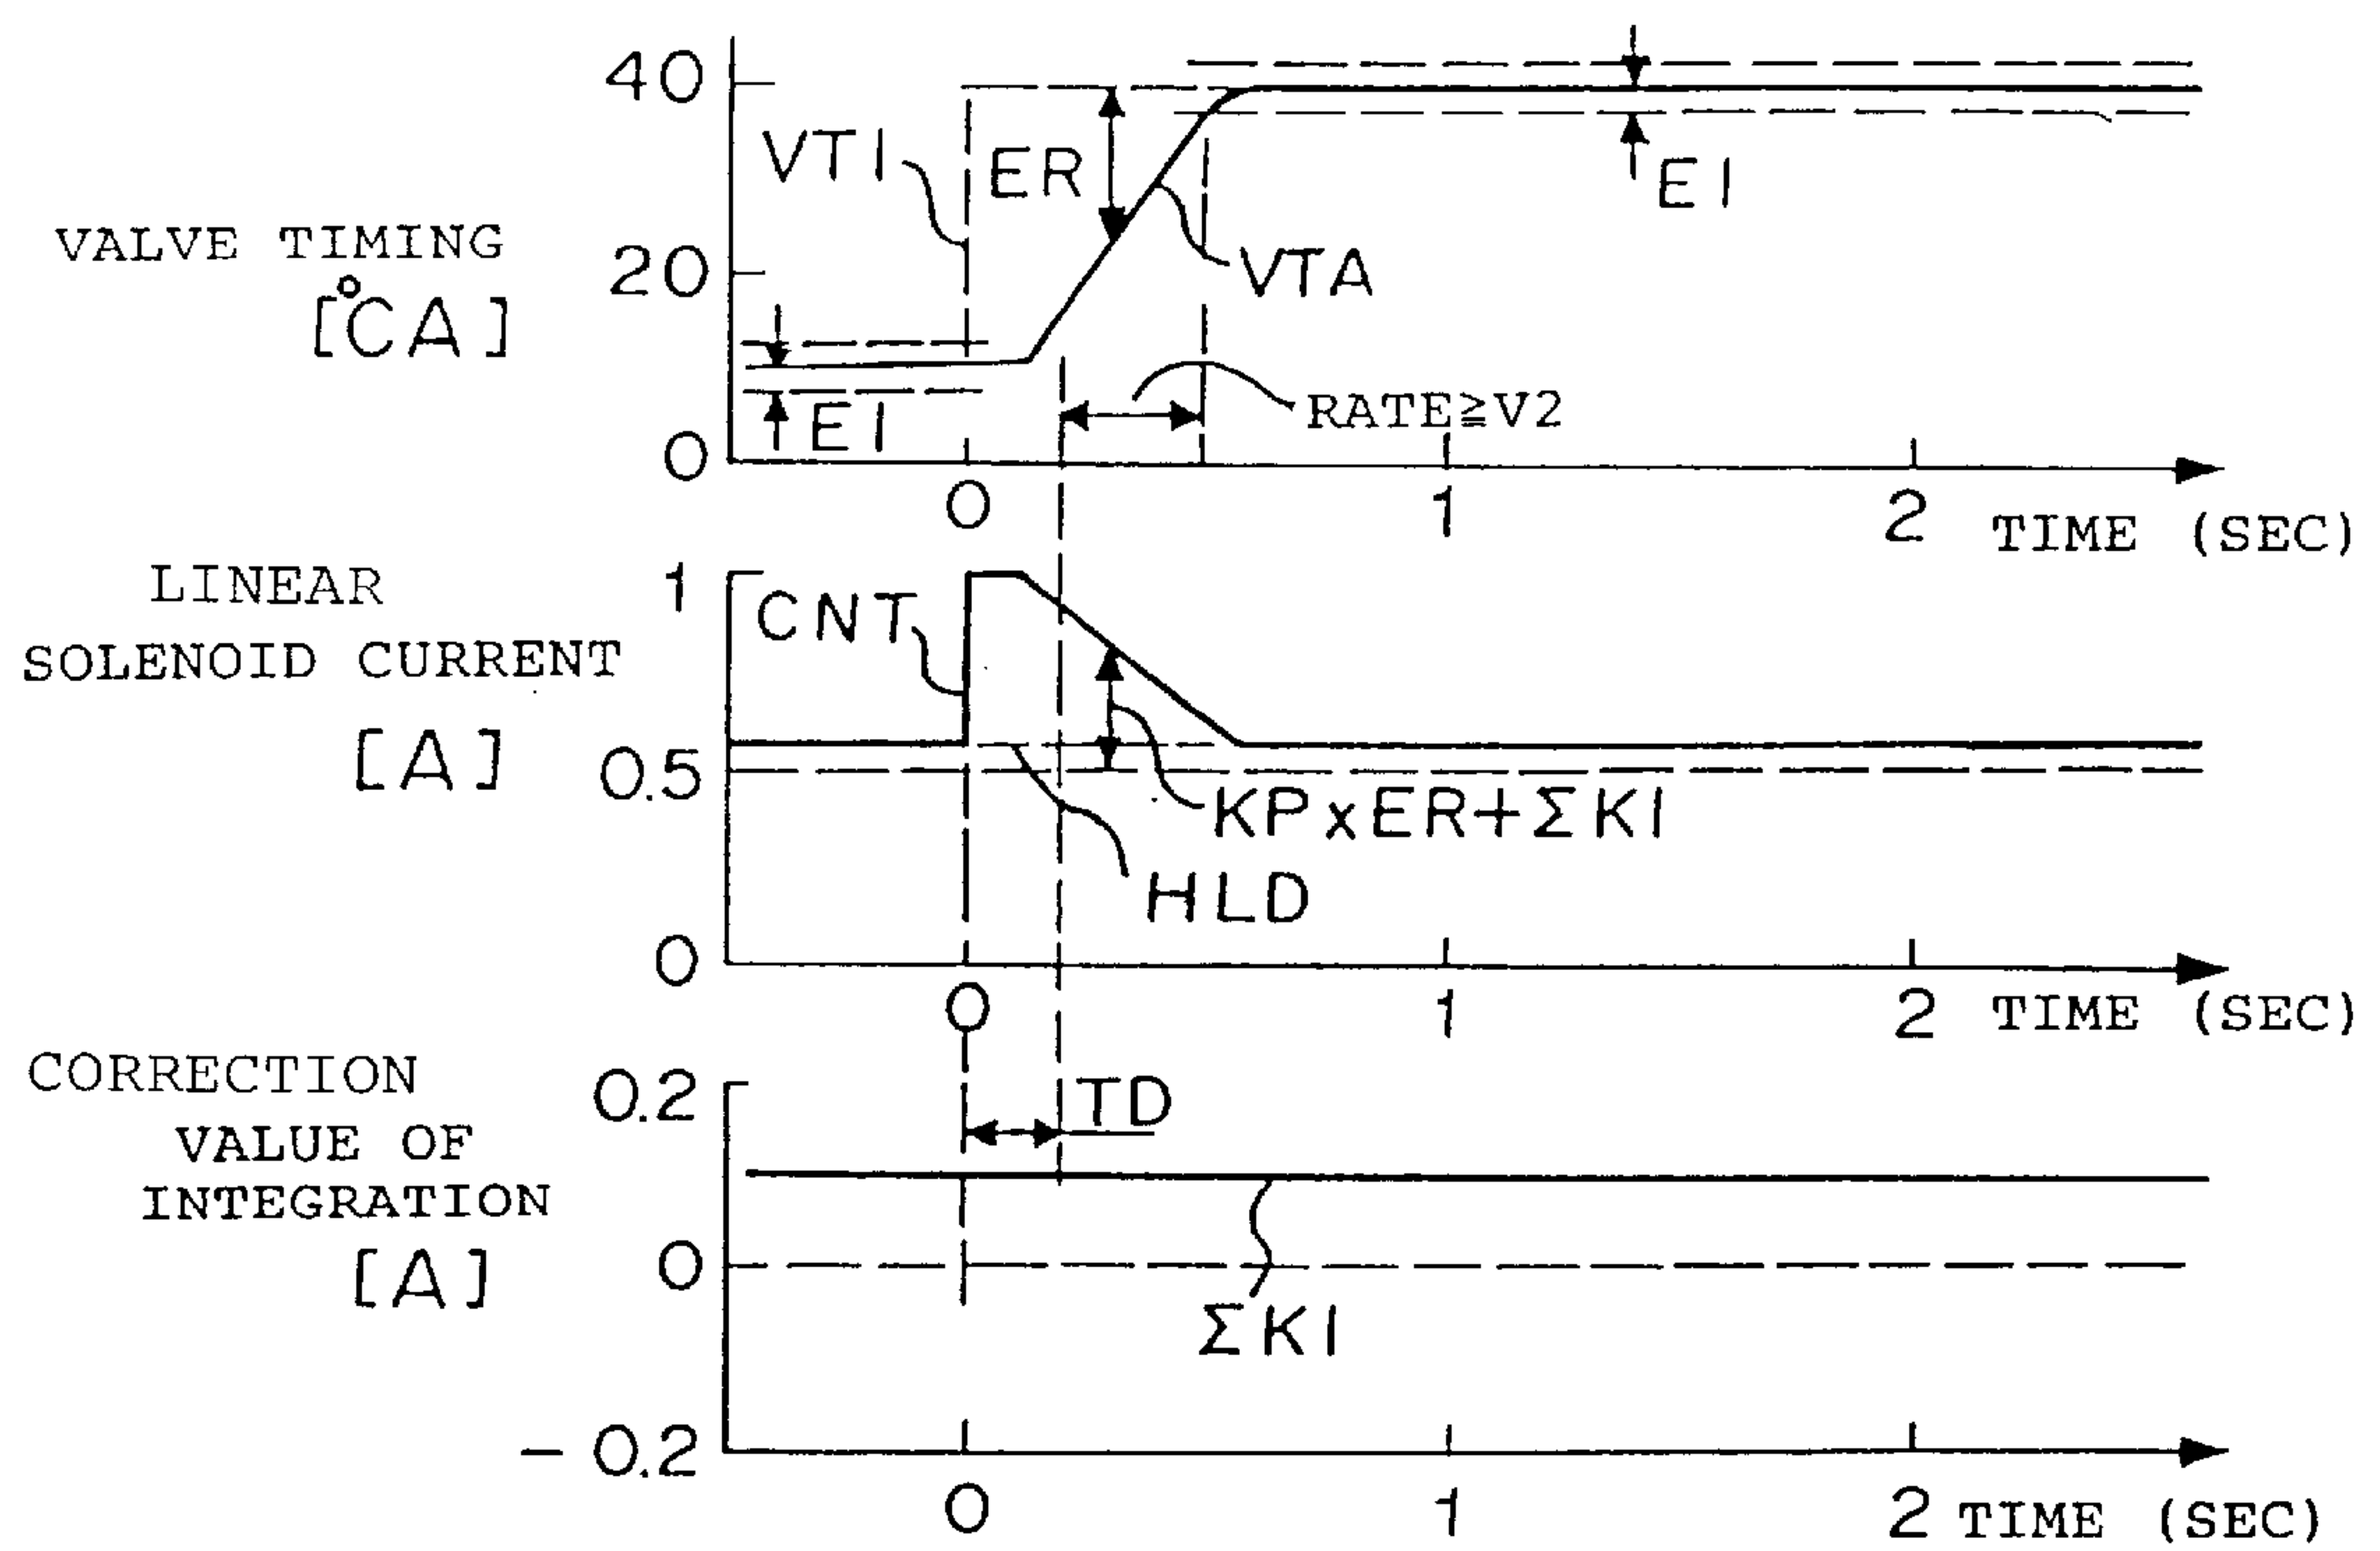 40
VT1
ER
E1
VALVE TIMING
[°CA]
20
VTA
E1
RATE≧V2
0
0
1
2
TIME (SEC)
LINEAR
SOLENOID CURRENT
[A]
1
CNT
0.5
KP×ER+ΣKI
HLD
0
0
1
2
TIME (SEC)
CORRECTION
VALUE OF
INTEGRATION
[A]
0.2
TD
0
ΣKI
- 0.2
0
1
2
TIME (SEC)